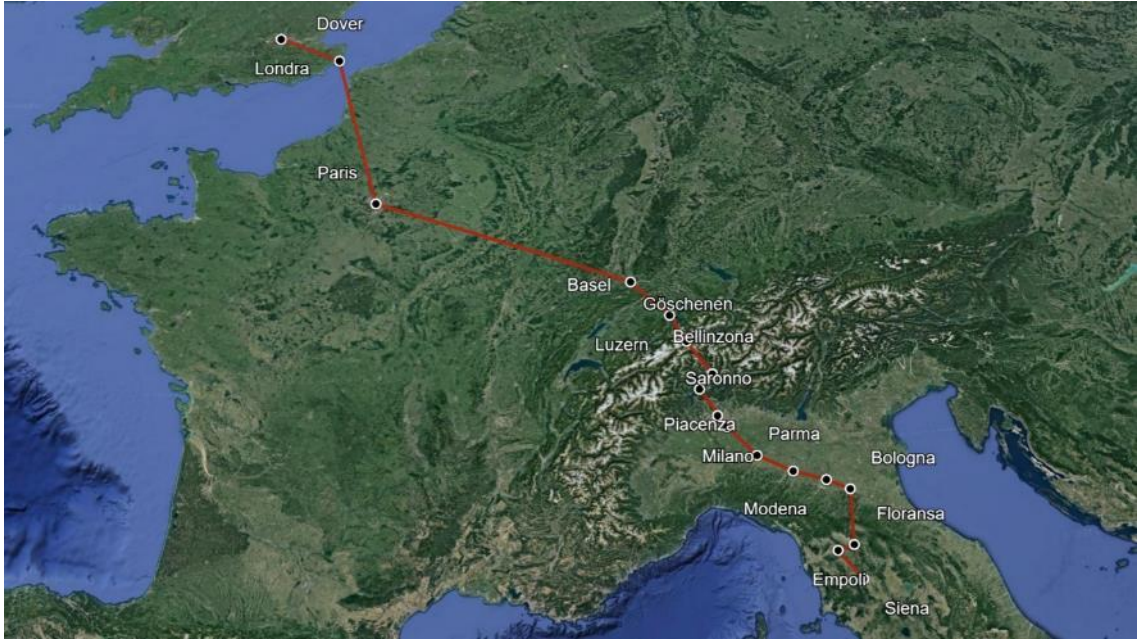 Dover
Londra
Paris
Basel
Göschenen
Bellinzona
Luzern
Saronno
Piacenza
Parma
Milano
Bologna
Modena
Floransa
Empoli
Siena